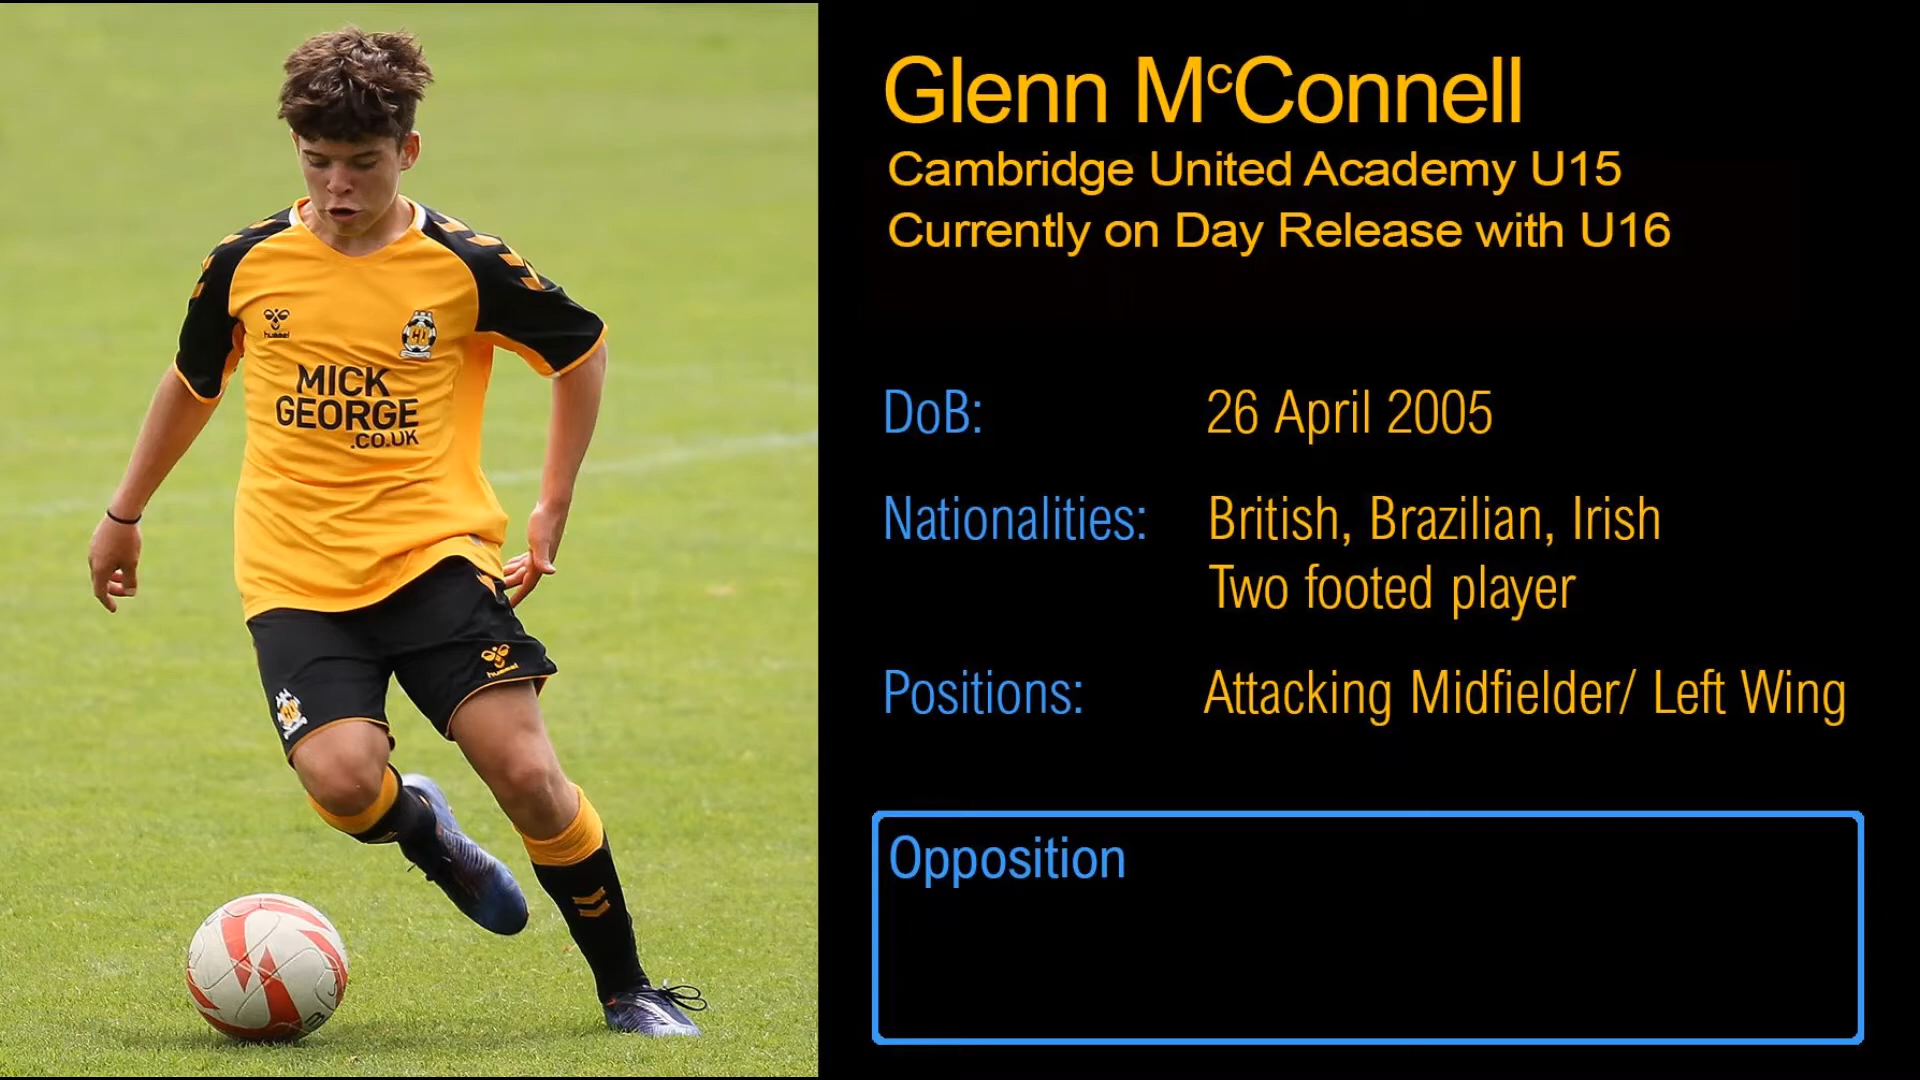 Glenn McConnell
Cambridge United Academy U15
Currently on Day Release with U16
DoB: 26 April 2005
Nationalities: British, Brazilian, Irish
Two footed player
Positions: Attacking Midfielder/ Left Wing
Opposition
hummel
CU
MICK
GEORGE
.CO.UK
hummel